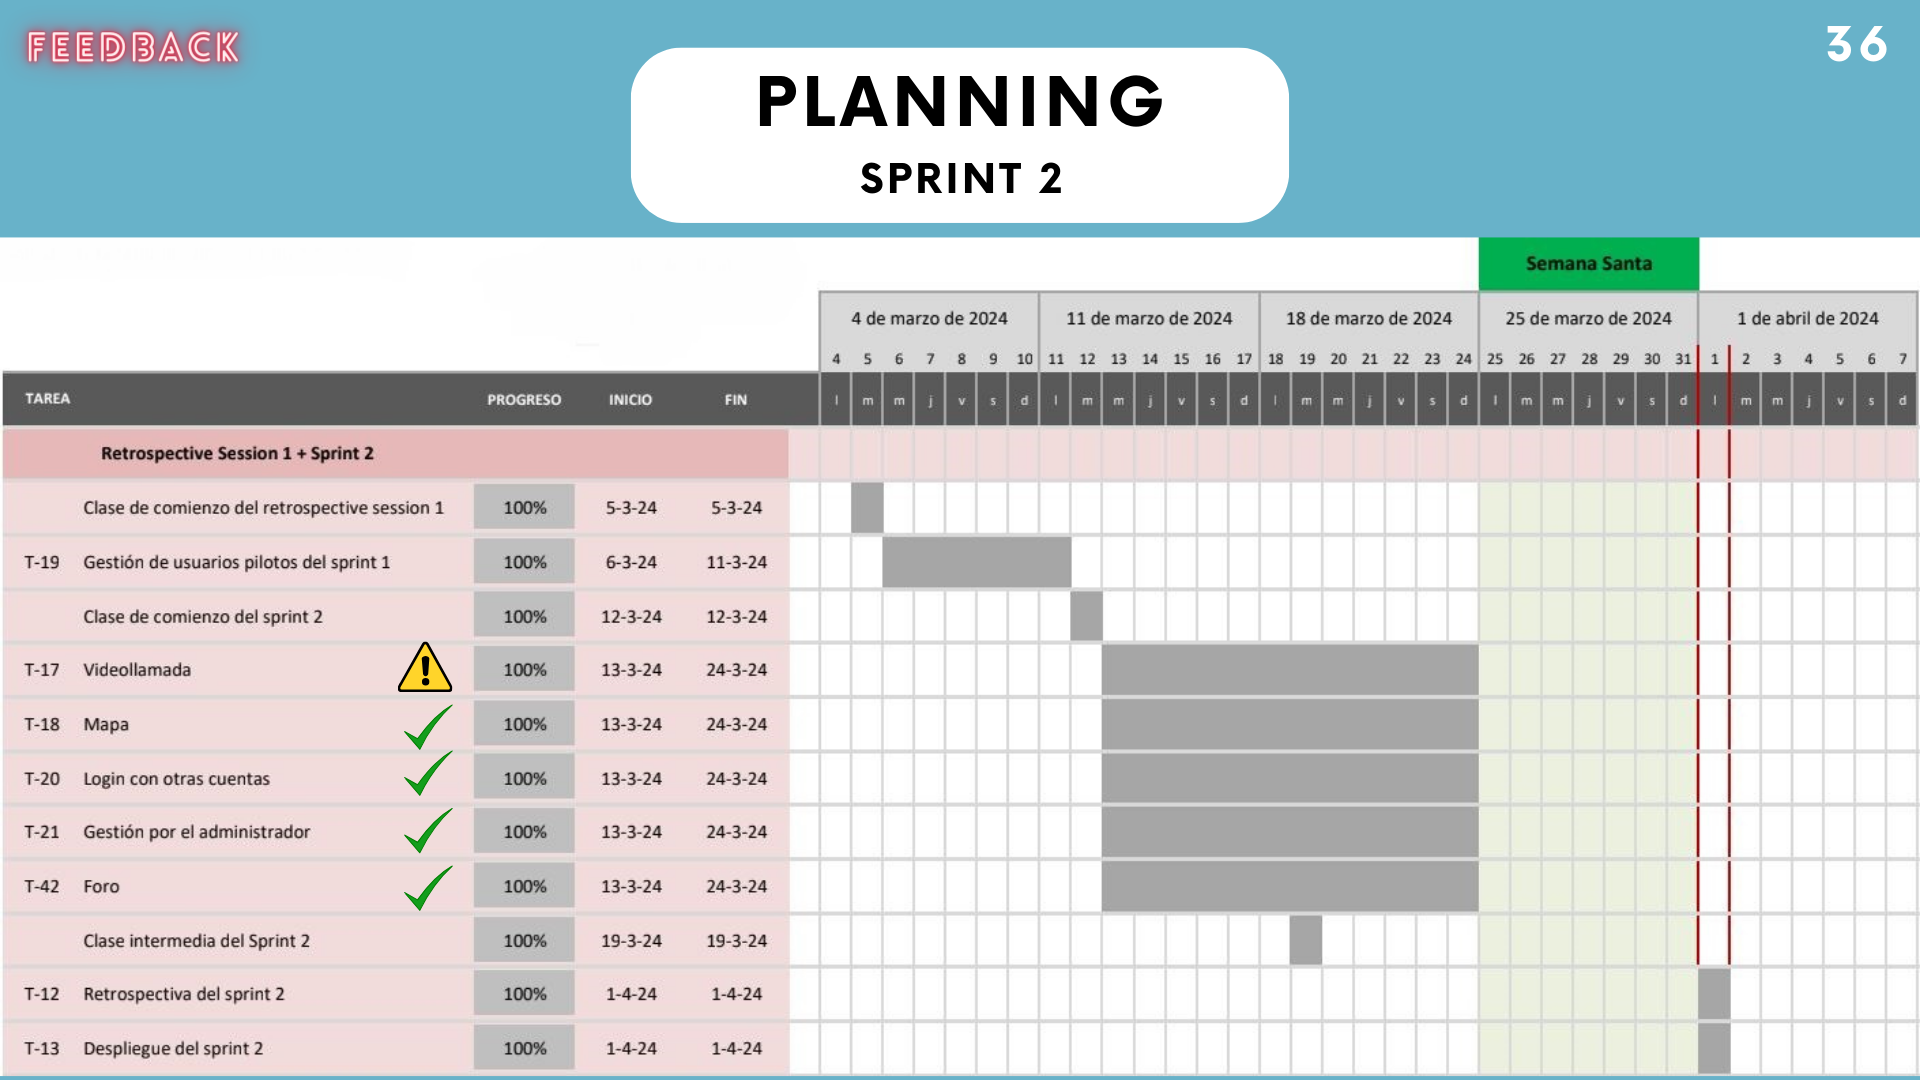 FEEDBACK
36
PLANNING
SPRINT 2
Semana Santa
4 de marzo de 2024 11 de marzo de 2024 18 de marzo de 2024 25 de marzo de 2024 1 de abril de 2024
4 5 6 7 8 9 10 11 12 13 14 15 16 17 18 19 20 21 22 23 24 25 26 27 28 29 30 31 1 2 3 4 5 6 7
TAREA PROGRESO INICIO FIN l m m j v s d l m m j v s d l m m j v s d l m m j v s d l m m j v s d
Retrospective Session 1 + Sprint 2
Clase de comienzo del retrospective session 1 100% 5-3-24 5-3-24
T-19 Gestión de usuarios pilotos del sprint 1 100% 6-3-24 11-3-24
Clase de comienzo del sprint 2 100% 12-3-24 12-3-24
T-17 Videollamada 100% 13-3-24 24-3-24
T-18 Mapa 100% 13-3-24 24-3-24
T-20 Login con otras cuentas 100% 13-3-24 24-3-24
T-21 Gestión por el administrador 100% 13-3-24 24-3-24
T-42 Foro 100% 13-3-24 24-3-24
Clase intermedia del Sprint 2 100% 19-3-24 19-3-24
T-12 Retrospectiva del sprint 2 100% 1-4-24 1-4-24
T-13 Despliegue del sprint 2 100% 1-4-24 1-4-24